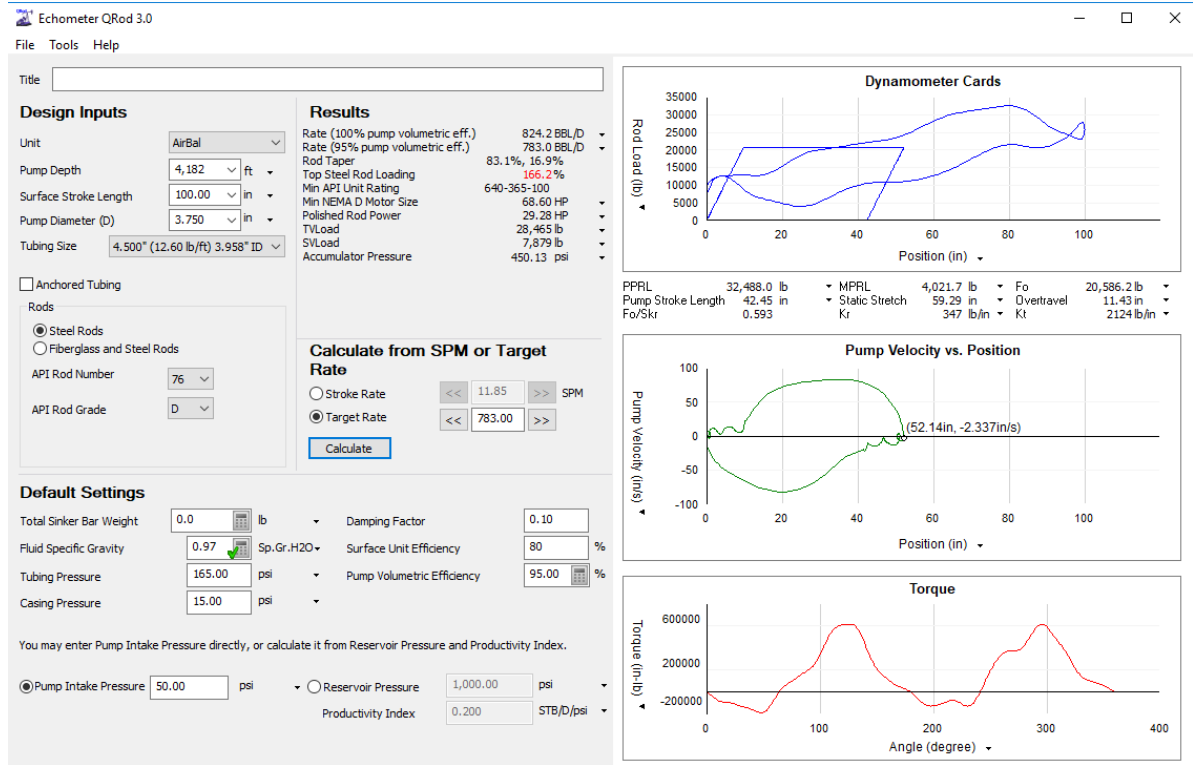 Echometer QRod 3.0
File Tools Help
Title
Design Inputs
Unit AirBal
Pump Depth 4,182 ft
Surface Stroke Length 100.00 in
Pump Diameter (D) 3.750 in
Tubing Size 4.500" (12.60 lb/ft) 3.958" ID
Anchored Tubing
Rods
Steel Rods
Fiberglass and Steel Rods
API Rod Number 76
API Rod Grade D
Results
Rate (100% pump volumetric eff.) 824.2 BBL/D
Rate (95% pump volumetric eff.) 783.0 BBL/D
Rod Taper 83.1%, 16.9%
Top Steel Rod Loading 166.2%
Min API Unit Rating 640-365-100
Min NEMA D Motor Size 68.60 HP
Polished Rod Power 29.28 HP
TVLoad 28,465 lb
SVLoad 7,879 lb
Accumulator Pressure 450.13 psi
Calculate from SPM or Target
Rate
Stroke Rate << 11.85 >> SPM
Target Rate << 783.00 >>
Calculate
Default Settings
Total Sinker Bar Weight 0.0 lb
Fluid Specific Gravity 0.97 Sp.Gr.H2O
Tubing Pressure 165.00 psi
Casing Pressure 15.00 psi
Damping Factor 0.10
Surface Unit Efficiency 80 %
Pump Volumetric Efficiency 95.00 %
You may enter Pump Intake Pressure directly, or calculate it from Reservoir Pressure and Productivity Index.
Pump Intake Pressure 50.00 psi
Reservoir Pressure 1,000.00 psi
Productivity Index 0.200 STB/D/psi
Dynamometer Cards
Rod Load (lb)
35000
30000
25000
20000
15000
10000
5000
0
0 20 40 60 80 100
Position (in)
PPRL 32,488.0 lb MPRL 4,021.7 lb Fo 20,586.2 lb
Pump Stroke Length 42.45 in Static Stretch 59.29 in Overtravel 11.43 in
Fo/Skr 0.593 Kr 347 lb/in Kt 2124 lb/in
Pump Velocity vs. Position
Pump Velocity (in/s)
100
50
0
-50
-100
(52.14in, -2.337in/s)
0 20 40 60 80 100
Position (in)
Torque
Torque (in-lb)
600000
200000
-200000
0 100 200 300 400
Angle (degree)